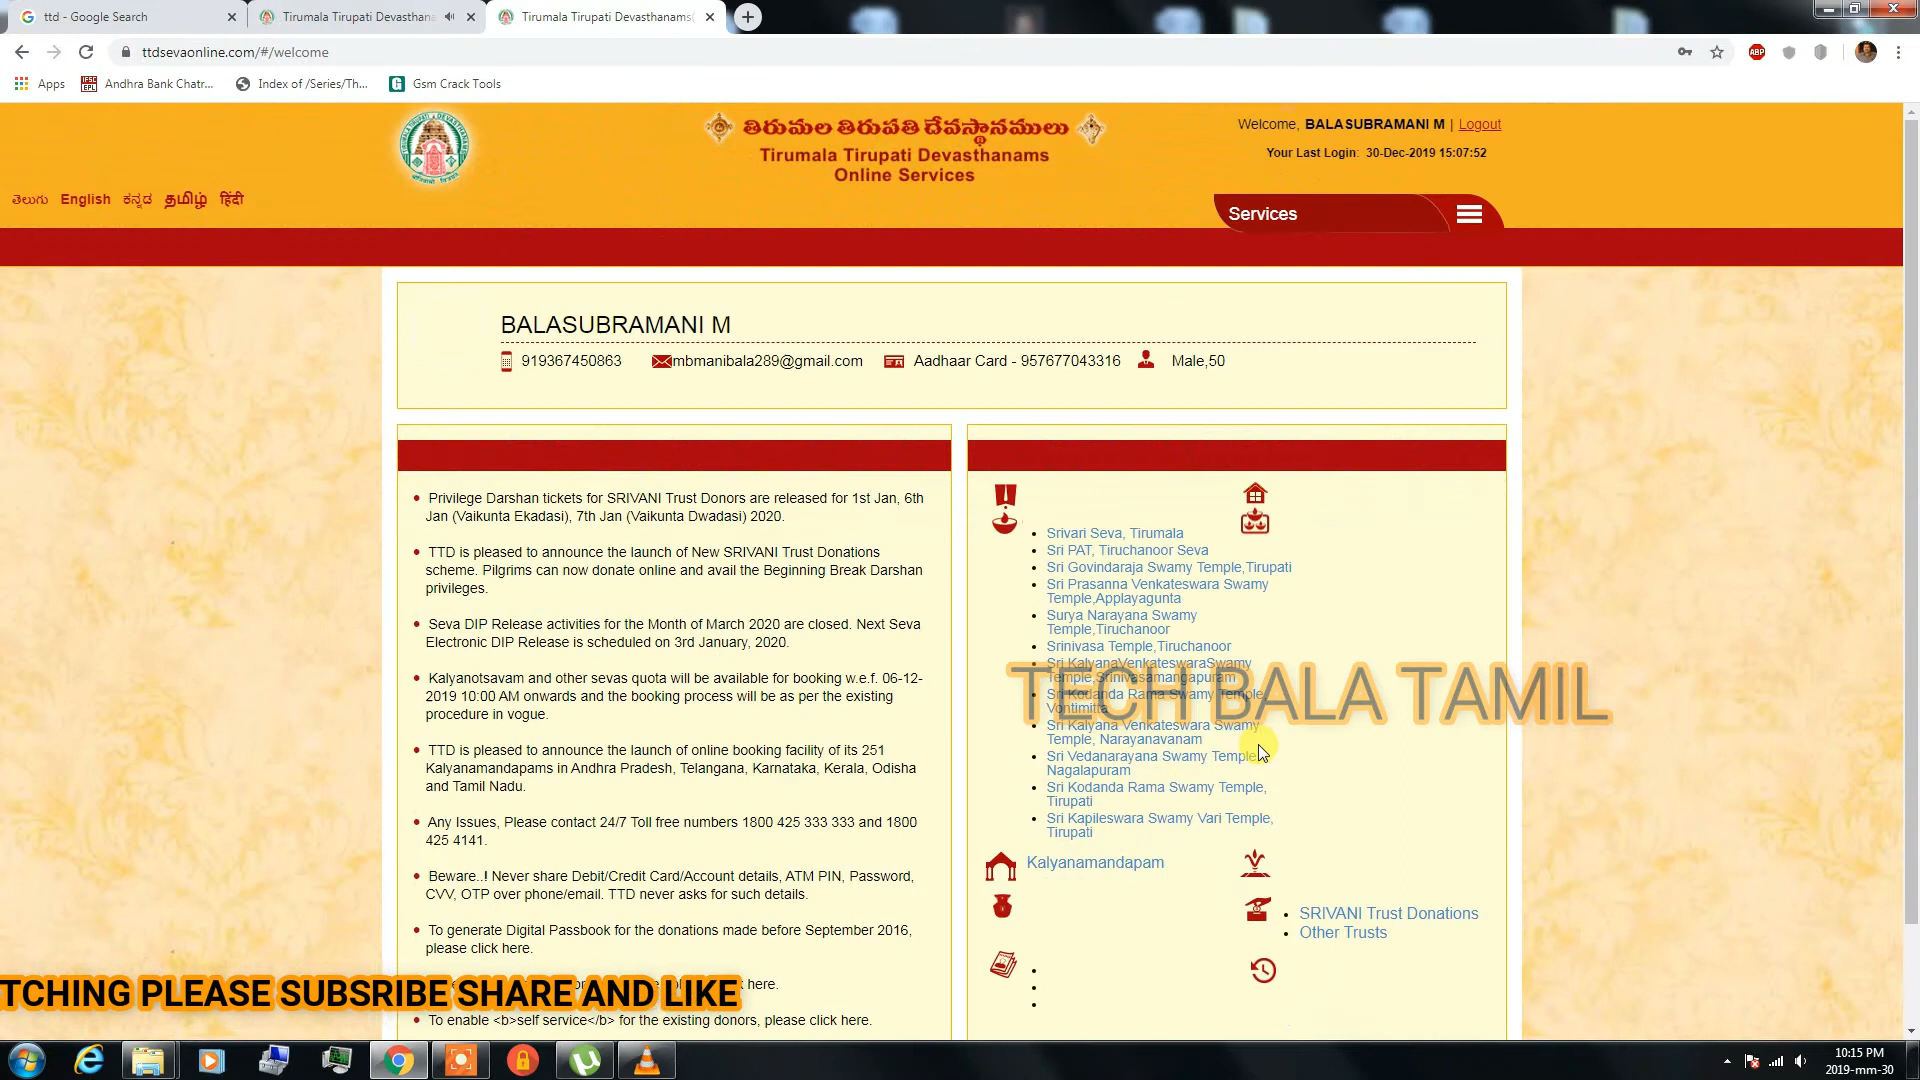 ttd - Google Search
Tirumala Tirupati Devasthan
Tirumala Tirupati Devasthanams(
ttdsevaonline.com/#/welcome
Apps
Andhra Bank Chatr...
Index of /Series/Th...
Gsm Crack Tools
తిరుమల తిరుపతి దేవస్థానములు
Tirumala Tirupati Devasthanams
Online Services
Welcome, BALASUBRAMANI M | Logout
Your Last Login: 30-Dec-2019 15:07:52
తెలుగు English ಕನ್ನಡ தமிழ் हिंदी
Services
BALASUBRAMANI M
919367450863
mbmanibala289@gmail.com
Aadhaar Card - 957677043316
Male,50
Privilege Darshan tickets for SRIVANI Trust Donors are released for 1st Jan, 6th
Jan (Vaikunta Ekadasi), 7th Jan (Vaikunta Dwadasi) 2020.
TTD is pleased to announce the launch of New SRIVANI Trust Donations
scheme. Pilgrims can now donate online and avail the Beginning Break Darshan
privileges.
Seva DIP Release activities for the Month of March 2020 are closed. Next Seva
Electronic DIP Release is scheduled on 3rd January, 2020.
Kalyanotsavam and other sevas quota will be available for booking w.e.f. 06-12-
2019 10:00 AM onwards and the booking process will be as per the existing
procedure in vogue.
TTD is pleased to announce the launch of online booking facility of its 251
Kalyanamandapams in Andhra Pradesh, Telangana, Karnataka, Kerala, Odisha
and Tamil Nadu.
Any Issues, Please contact 24/7 Toll free numbers 1800 425 333 333 and 1800
425 4141.
Beware..! Never share Debit/Credit Card/Account details, ATM PIN, Password,
CVV, OTP over phone/email. TTD never asks for such details.
To generate Digital Passbook for the donations made before September 2016,
please click here.
here.
To enable <b>self service</b> for the existing donors, please click here.
Srivari Seva, Tirumala
Sri PAT, Tiruchanoor Seva
Sri Govindaraja Swamy Temple,Tirupati
Sri Prasanna Venkateswara Swamy
Temple,Applayagunta
Surya Narayana Swamy
Temple,Tiruchanoor
Srinivasa Temple,Tiruchanoor
Sri KalyanaVenkateswaraSwamy
Temple,Srinivasamangapuram
Sri Kodanda Rama Swamy Temple,
Vontimitta
Sri Kalyana Venkateswara Swamy
Temple, Narayanavanam
Sri Vedanarayana Swamy Temple
Nagalapuram
Sri Kodanda Rama Swamy Temple,
Tirupati
Sri Kapileswara Swamy Vari Temple,
Tirupati
Kalyanamandapam
SRIVANI Trust Donations
Other Trusts
TECH BALA TAMIL
TCHING PLEASE SUBSRIBE SHARE AND LIKE
10:15 PM
2019-mm-30